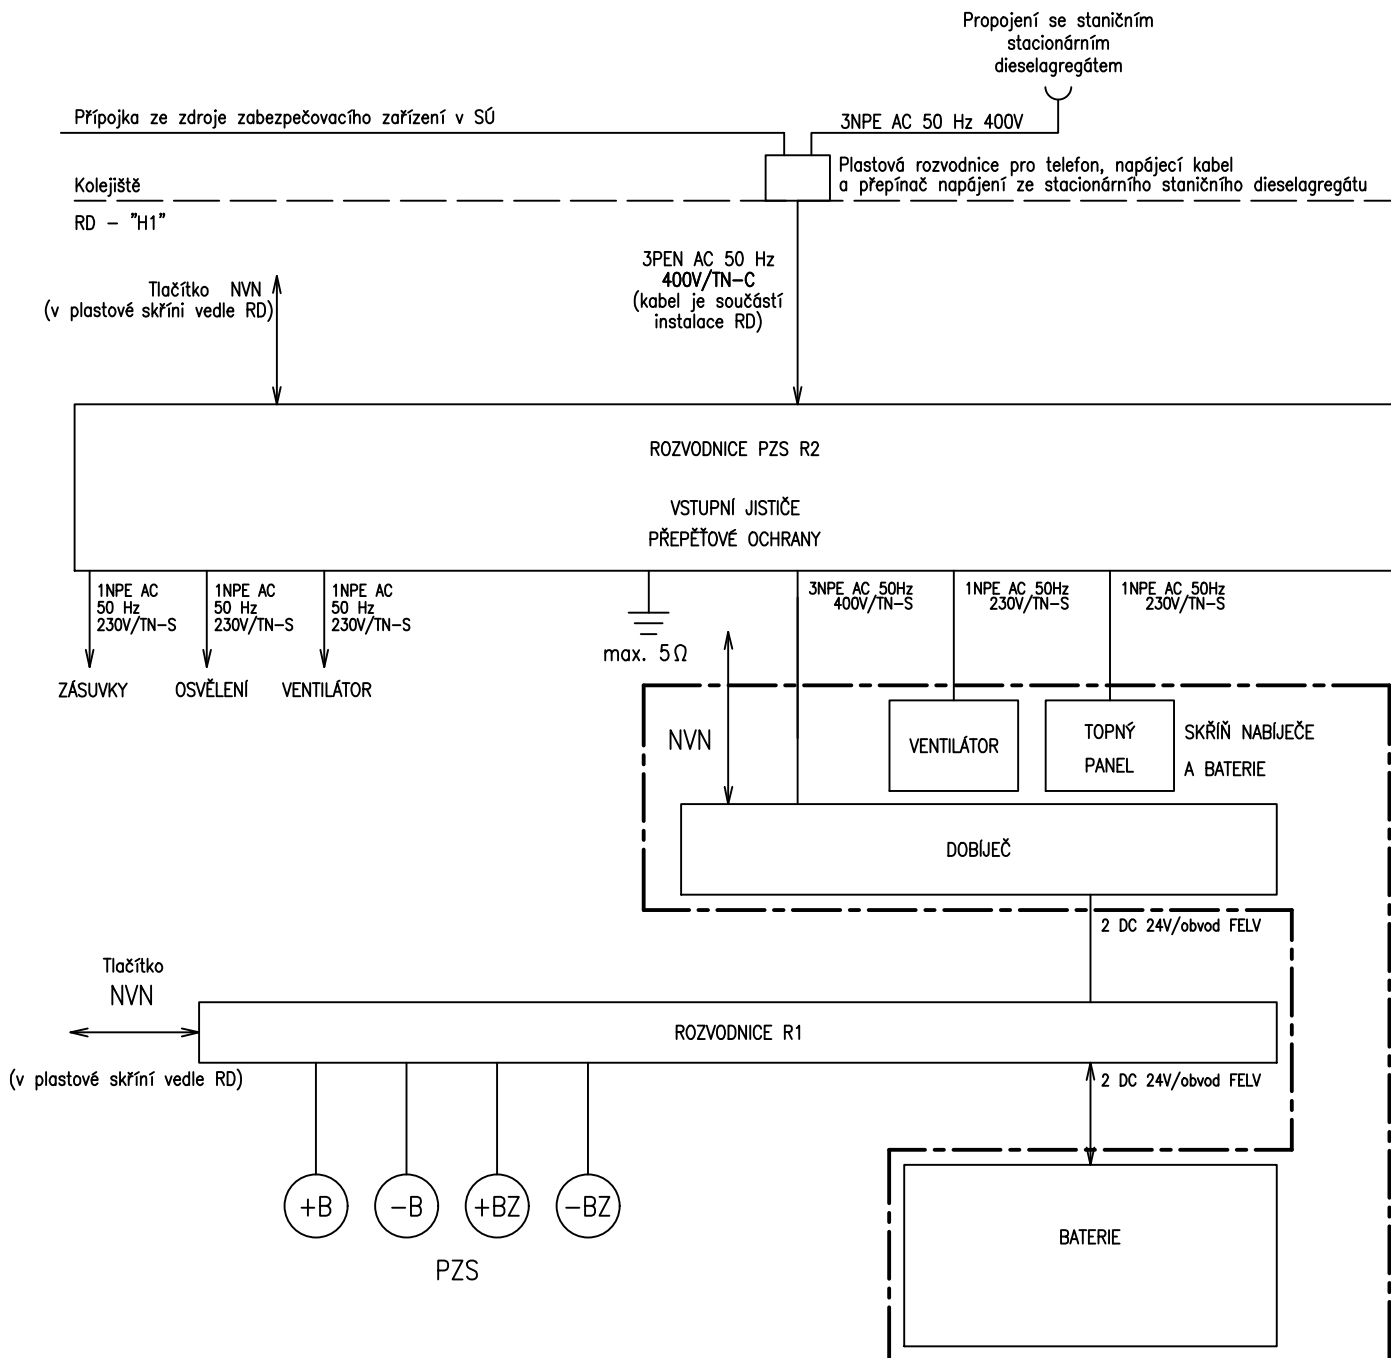 Propojení se staničním
stacionárním
dieselagregátem
Přípojka ze zdroje zabezpečovacího zařízení v SÚ
3NPE AC 50 Hz 400V
Plastová rozvodnice pro telefon, napájecí kabel
a přepínač napájení ze stacionárního staničního dieselagregátu
Kolejiště
RD – "H1"
Tlačítko NVN
(v plastové skříni vedle RD)
3PEN AC 50 Hz
400V/TN-C
(kabel je součástí
instalace RD)
ROZVODNICE PZS R2
VSTUPNÍ JISTIČE
PŘEPĚŤOVÉ OCHRANY
1NPE AC
50 Hz
230V/TN-S
1NPE AC
50 Hz
230V/TN-S
1NPE AC
50 Hz
230V/TN-S
3NPE AC 50Hz
400V/TN-S
1NPE AC 50Hz
230V/TN-S
1NPE AC 50Hz
230V/TN-S
max. 5Ω
ZÁSUVKY
OSVĚLENÍ
VENTILÁTOR
NVN
VENTILÁTOR
TOPNÝ
PANEL
SKŘÍŇ NABÍJEČE
A BATERIE
DOBÍJEČ
2 DC 24V/obvod FELV
Tlačítko
NVN
(v plastové skříní vedle RD)
ROZVODNICE R1
2 DC 24V/obvod FELV
+B
-B
+BZ
-BZ
PZS
BATERIE